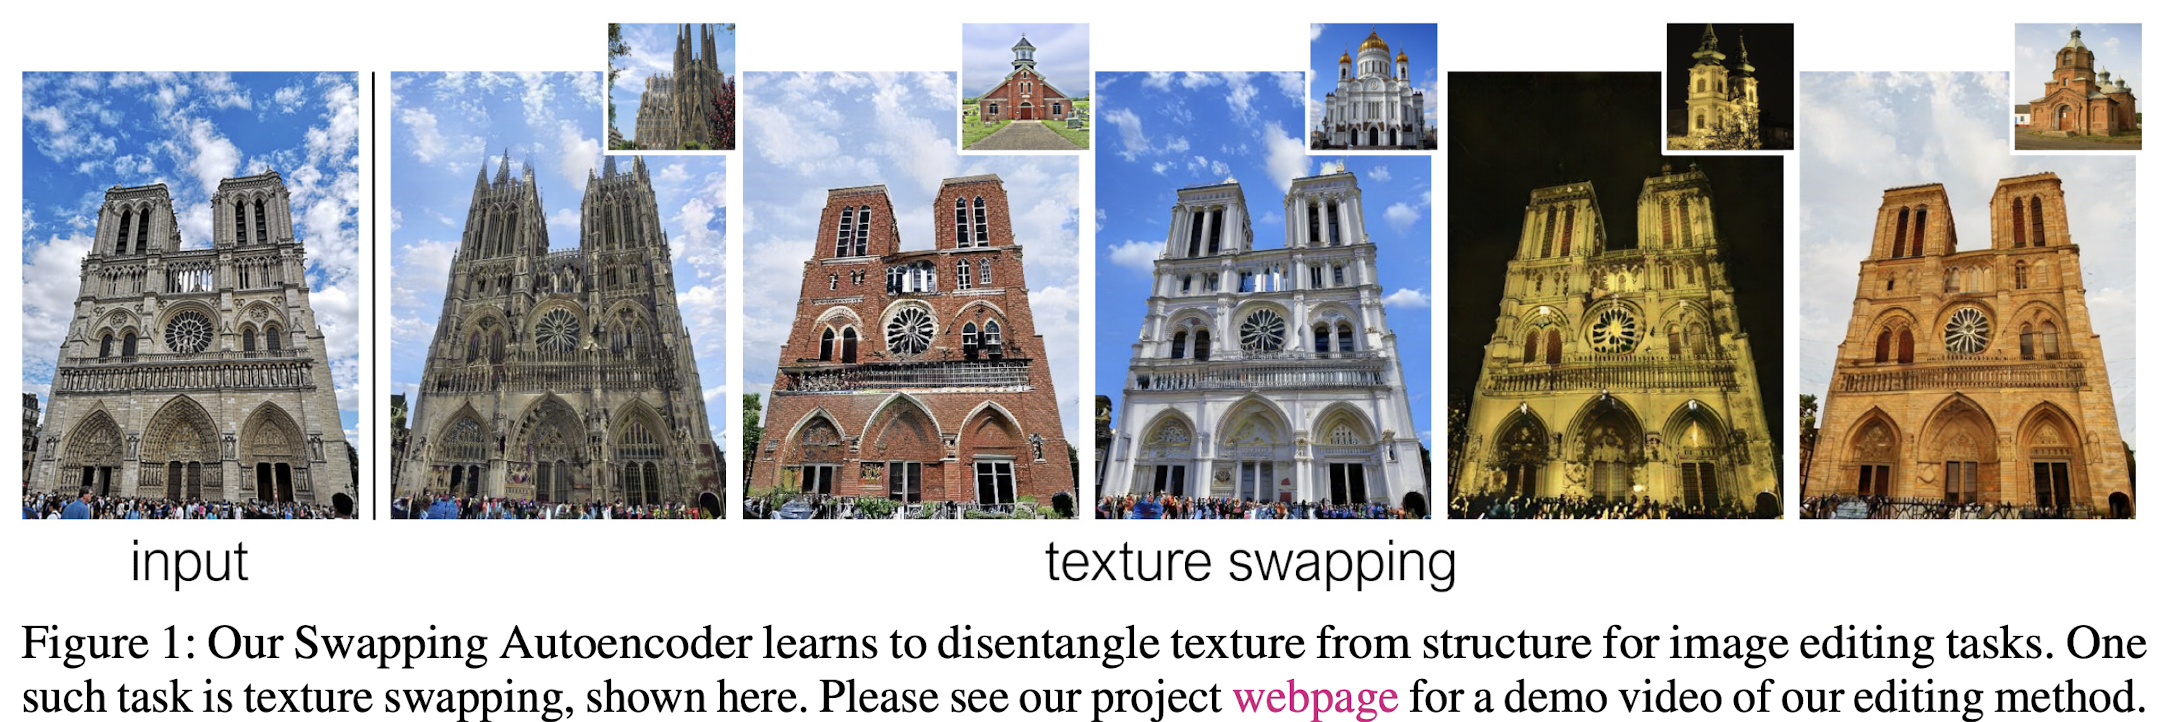 input
texture swapping
Figure 1: Our Swapping Autoencoder learns to disentangle texture from structure for image editing tasks. One
such task is texture swapping, shown here. Please see our project webpage for a demo video of our editing method.